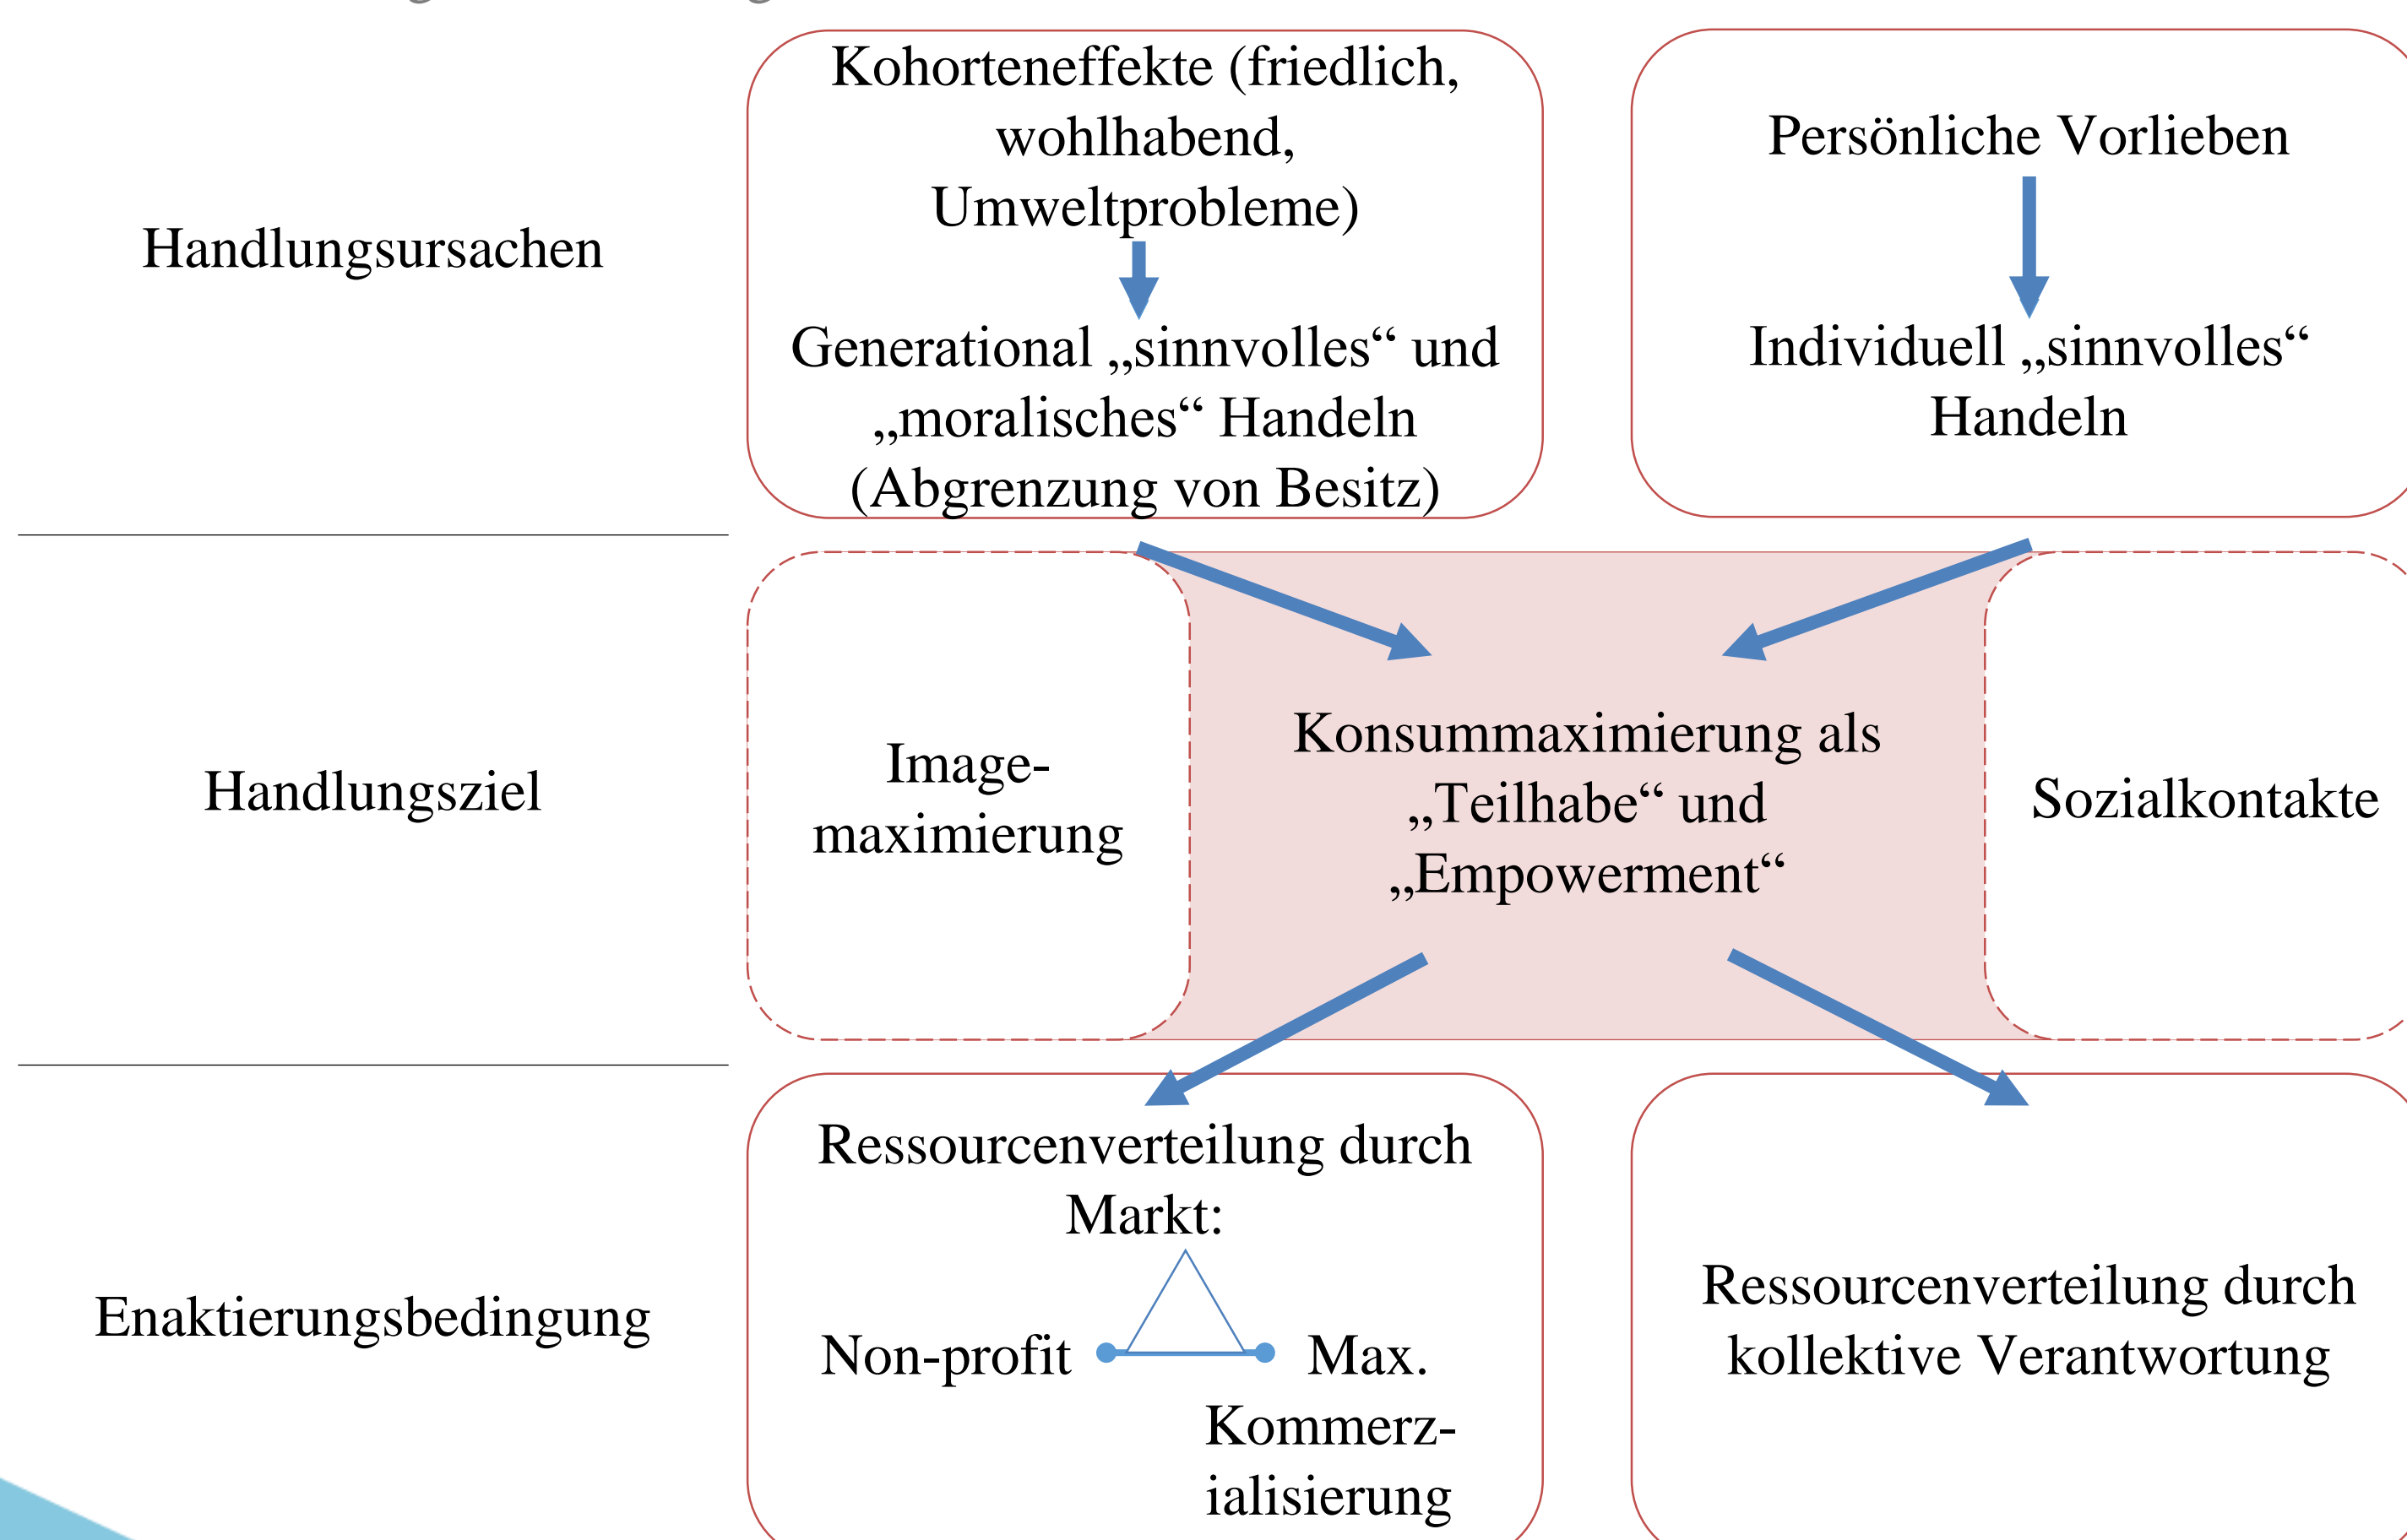 Handlungsursachen
Kohorteneffekte (friedlich,
wohlhabend,
Umweltprobleme)
Generational „sinnvolles“ und
„moralisches“ Handeln
(Abgrenzung von Besitz)
Persönliche Vorlieben
Individuell „sinnvolles“
Handeln
Handlungsziel
Image-
maximierung
Konsummaximierung als
„Teilhabe“ und
„Empowerment“
Sozialkontakte
Enaktierungsbedingung
Ressourcenverteilung durch
Markt:
Non-profit
Max.
Kommerz-
ialisierung
Ressourcenverteilung durch
kollektive Verantwortung